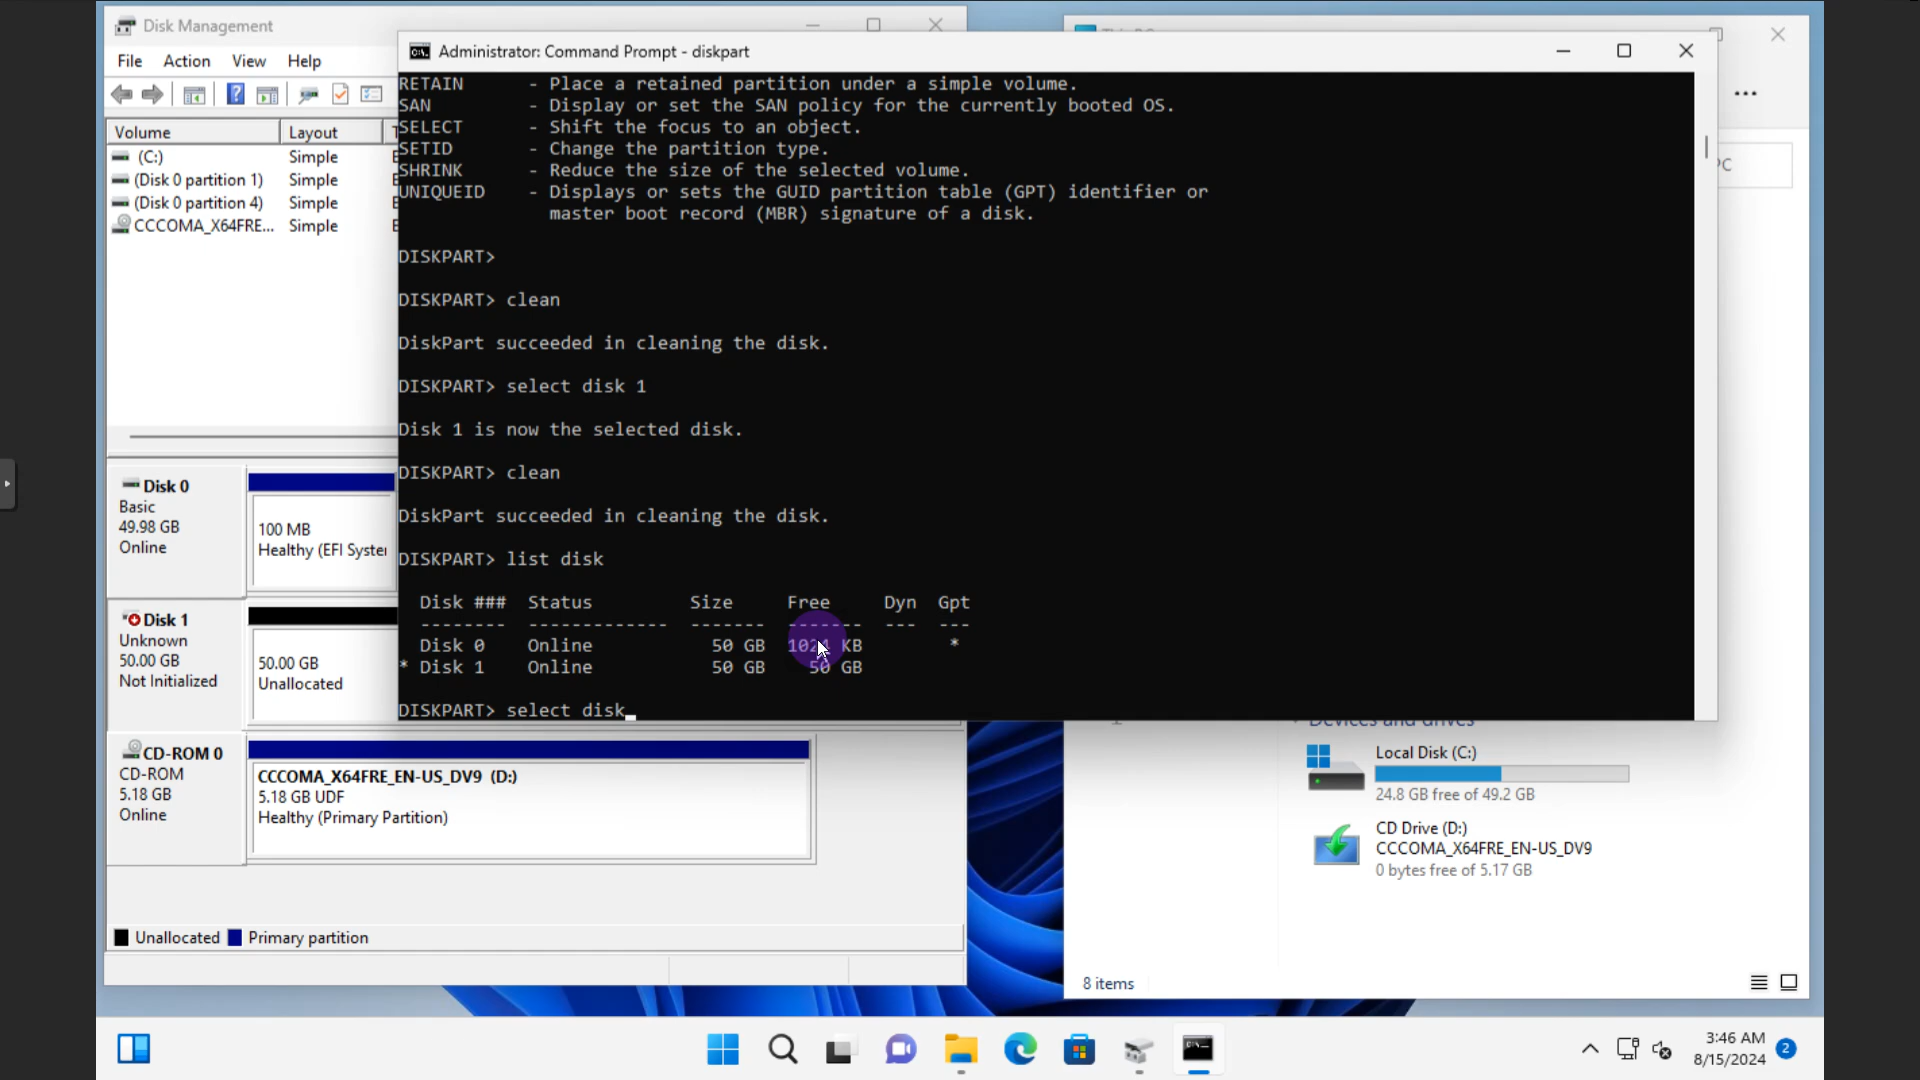 Disk Management
File Action View Help
Volume Layout
(C:) Simple
(Disk 0 partition 1) Simple
(Disk 0 partition 4) Simple
CCCOMA_X64FRE... Simple
Disk 0
Basic
49.98 GB
Online
100 MB
Healthy (EFI Syster
Disk 1
Unknown
50.00 GB
Not Initialized
50.00 GB
Unallocated
CD-ROM 0
CD-ROM
5.18 GB
Online
CCCOMA_X64FRE_EN-US_DV9 (D:)
5.18 GB UDF
Healthy (Primary Partition)
Unallocated Primary partition
Administrator: Command Prompt - diskpart
RETAIN - Place a retained partition under a simple volume.
SAN - Display or set the SAN policy for the currently booted OS.
SELECT - Shift the focus to an object.
SETID - Change the partition type.
SHRINK - Reduce the size of the selected volume.
UNIQUEID - Displays or sets the GUID partition table (GPT) identifier or
master boot record (MBR) signature of a disk.
DISKPART>
DISKPART> clean
DiskPart succeeded in cleaning the disk.
DISKPART> select disk 1
Disk 1 is now the selected disk.
DISKPART> clean
DiskPart succeeded in cleaning the disk.
DISKPART> list disk
Disk ### Status Size Free Dyn Gpt
-------- ------------- ------- ------- --- ---
Disk 0 Online 50 GB 1024 KB *
* Disk 1 Online 50 GB 50 GB
DISKPART> select disk_
PC
Devices and drives
Local Disk (C:)
24.8 GB free of 49.2 GB
CD Drive (D:)
CCCOMA_X64FRE_EN-US_DV9
0 bytes free of 5.17 GB
8 items
3:46 AM
8/15/2024
2